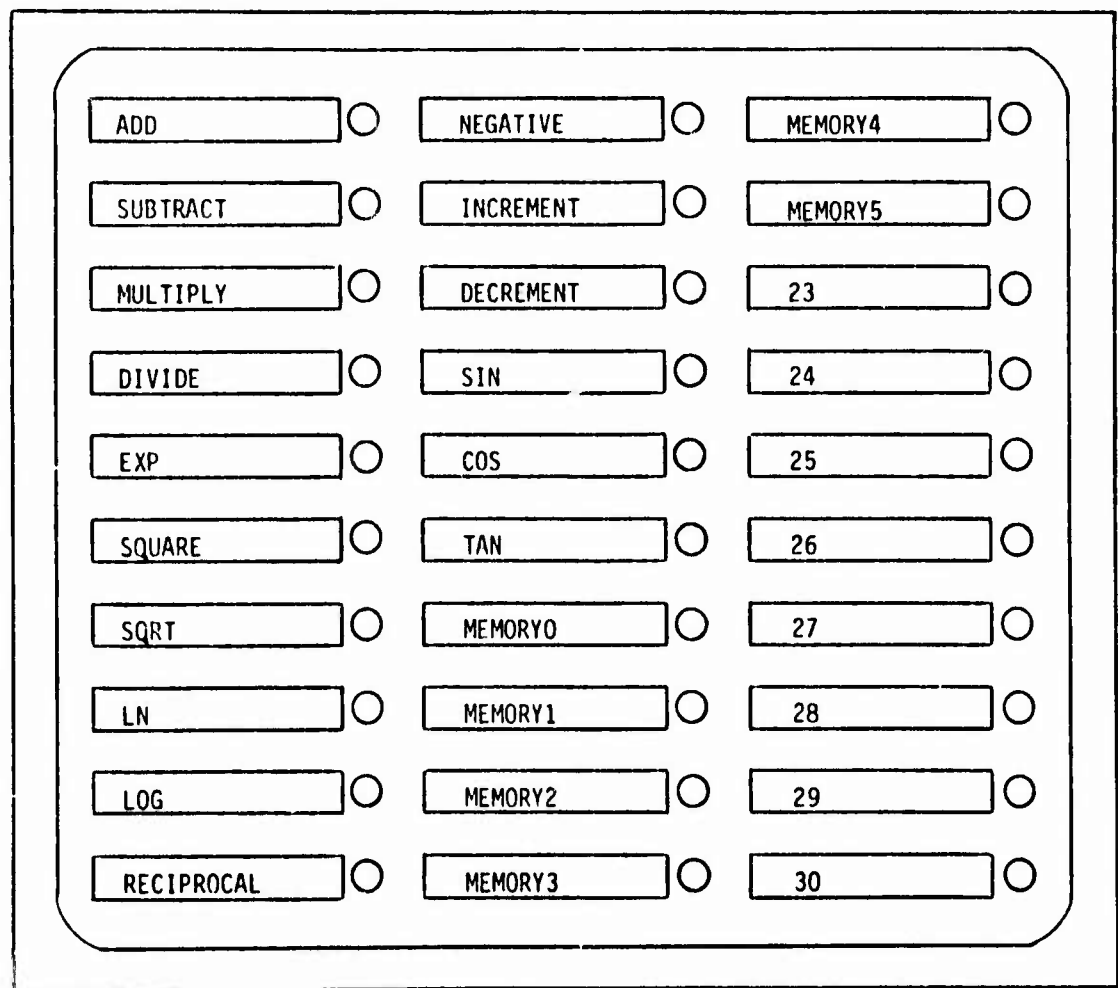 ADD
SUBTRACT
MULTIPLY
DIVIDE
EXP
SQUARE
SQRT
LN
LOG
RECIPROCAL
NEGATIVE
INCREMENT
DECREMENT
SIN
COS
TAN
MEMORY0
MEMORY1
MEMORY2
MEMORY3
MEMORY4
MEMORY5
23
24
25
26
27
28
29
30